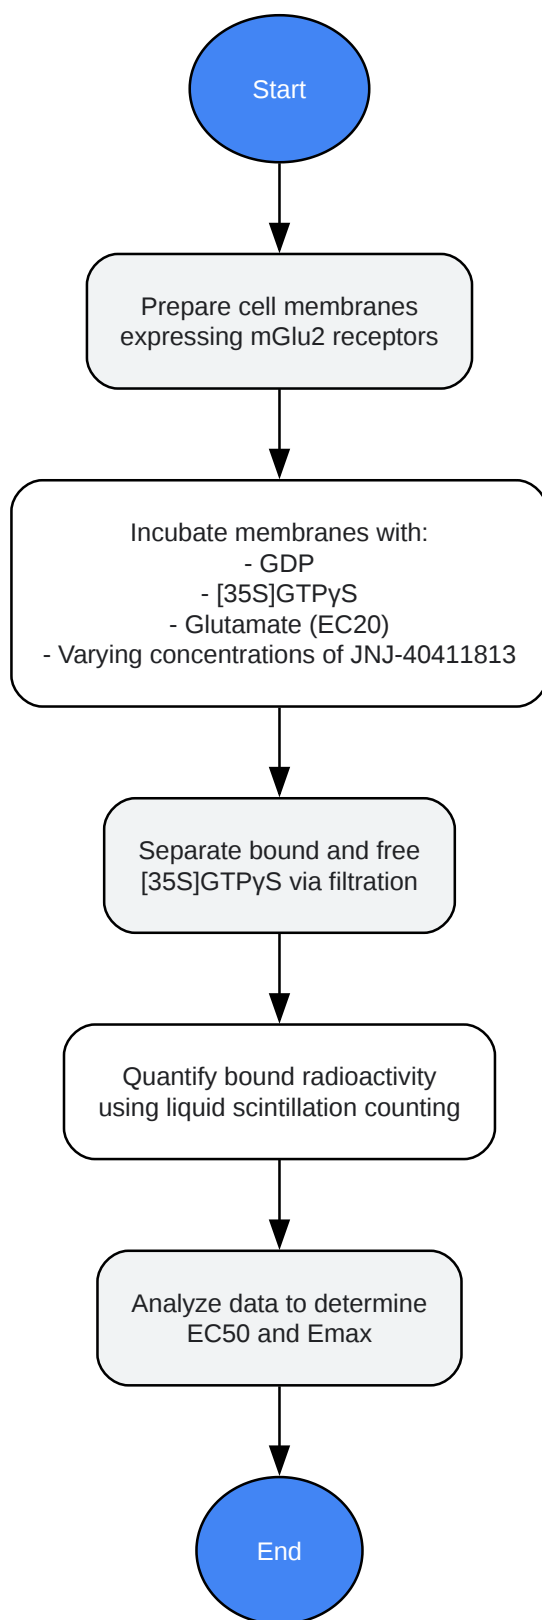 Start
Prepare cell membranes
expressing mGlu2 receptors
Incubate membranes with:
- GDP
- [35S]GTPγS
- Glutamate (EC20)
- Varying concentrations of JNJ-40411813
Separate bound and free
[35S]GTPγS via filtration
Quantify bound radioactivity
using liquid scintillation counting
Analyze data to determine
EC50 and Emax
End